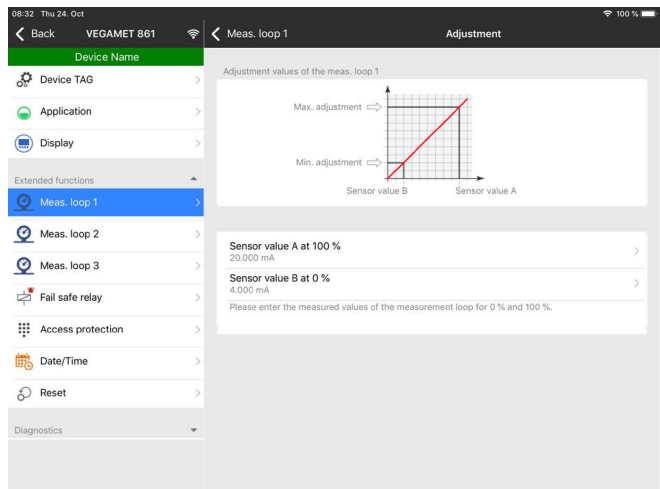 08:32 Thu 24. Oct
100 %
Back
VEGAMET 861
Meas. loop 1
Adjustment
Device Name
Device TAG
Application
Display
Extended functions
Meas. loop 1
Meas. loop 2
Meas. loop 3
Fail safe relay
Access protection
Date/Time
Reset
Diagnostics
Adjustment values of the meas. loop 1
Max. adjustment
Min. adjustment
Sensor value B
Sensor value A
Sensor value A at 100 %
20.000 mA
Sensor value B at 0 %
4.000 mA
Please enter the measured values of the measurement loop for 0 % and 100 %.